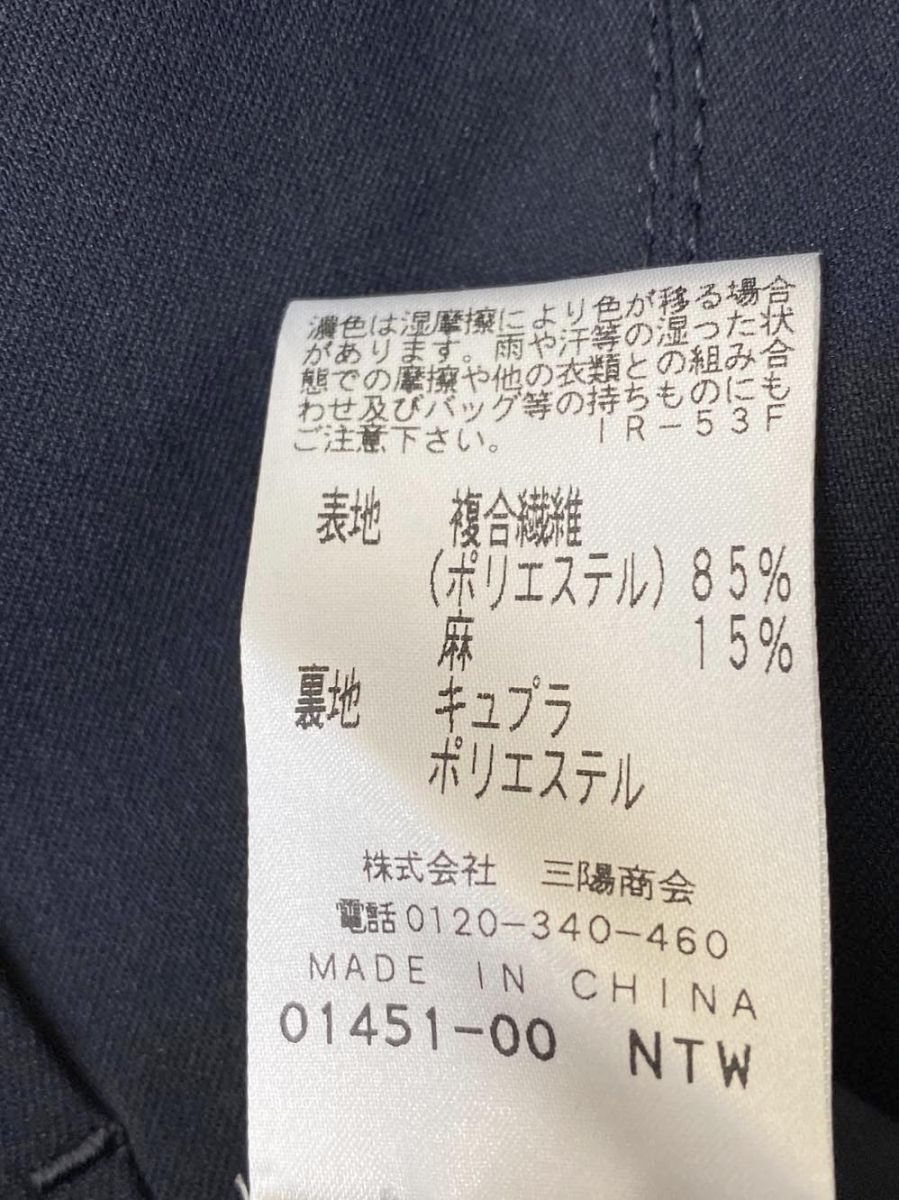 濃色は湿摩擦により色が移る場合
があります。雨や汗等の湿った状
態での摩擦や他の衣類との組み合
わせ及びバッグ等の持ちものにも
ご注意下さい。 IR-53F
表地 複合繊維
(ポリエステル) 85%
麻 15%
裏地 キュプラ
ポリエステル
株式会社 三陽商会
電話0120-340-460
MADE IN CHINA
01451-00 NTW